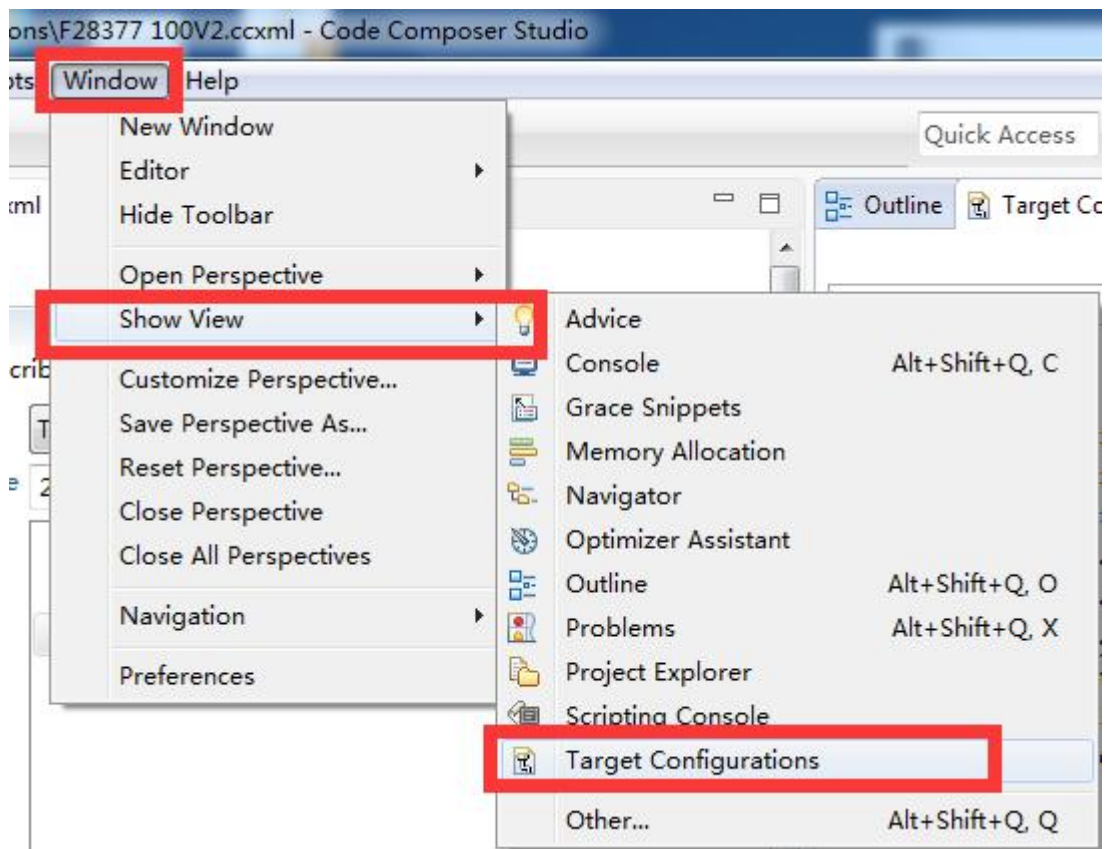 ons\F28377 100V2.ccxml - Code Composer Studio
pts Window Help
New Window
Editor
Hide Toolbar
Open Perspective
Show View
Customize Perspective...
Save Perspective As...
Reset Perspective...
Close Perspective
Close All Perspectives
Navigation
Preferences
Quick Access
xml
Outline Target Co
crib
T
e 2
Advice
Console Alt+Shift+Q, C
Grace Snippets
Memory Allocation
Navigator
Optimizer Assistant
Outline Alt+Shift+Q, O
Problems Alt+Shift+Q, X
Project Explorer
Scripting Console
Target Configurations
Other... Alt+Shift+Q, Q